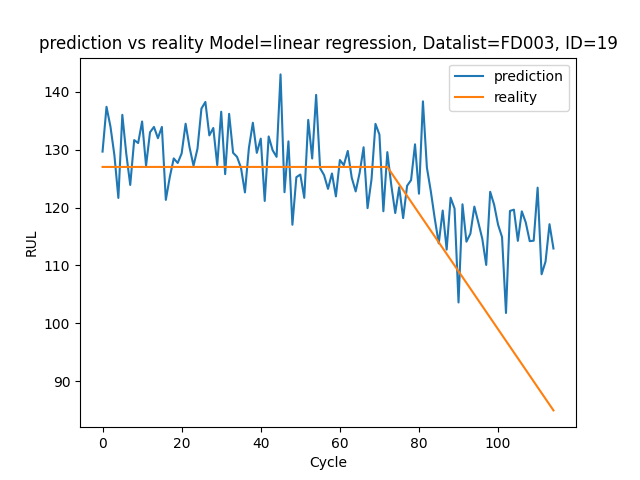 prediction vs reality Model=linear regression, Datalist=FD003, ID=19
prediction
reality
RUL
140
130
120
110
100
90
0 20 40 60 80 100
Cycle